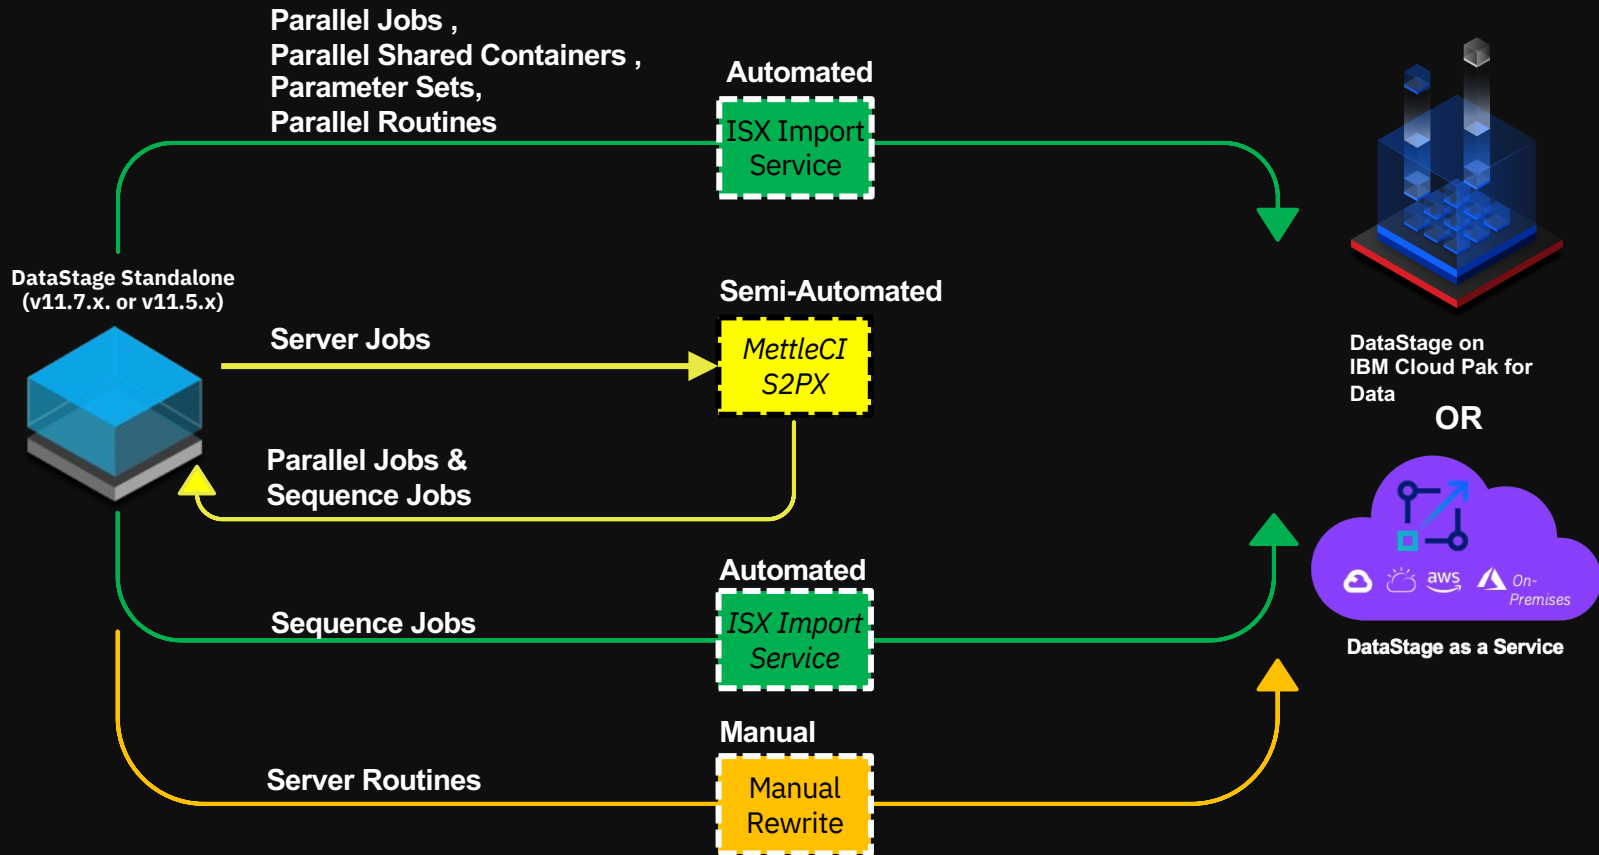 Parallel Jobs ,
Parallel Shared Containers ,
Parameter Sets,
Parallel Routines
Automated
ISX Import
Service
DataStage Standalone
(v11.7.x. or v11.5.x)
Semi-Automated
Server Jobs
MettleCI
S2PX
Parallel Jobs &
Sequence Jobs
DataStage on
IBM Cloud Pak for
Data
OR
aws
On-
Premises
DataStage as a Service
Automated
Sequence Jobs
ISX Import
Service
Manual
Server Routines
Manual
Rewrite